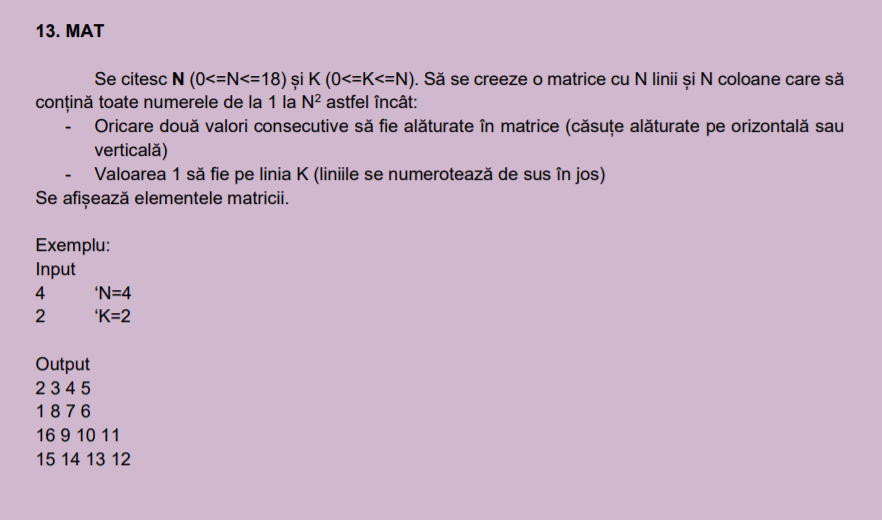 13. MAT
Se citesc N (0<=N<=18) și K (0<=K<=N). Să se creeze o matrice cu N linii și N coloane care să
conțină toate numerele de la 1 la N² astfel încât:
- Oricare două valori consecutive să fie alăturate în matrice (căsuțe alăturate pe orizontală sau
verticală)
- Valoarea 1 să fie pe linia K (liniile se numerotează de sus în jos)
Se afișează elementele matricii.
Exemplu:
Input
4 ‘N=4
2 ‘K=2
Output
2 3 4 5
1 8 7 6
16 9 10 11
15 14 13 12